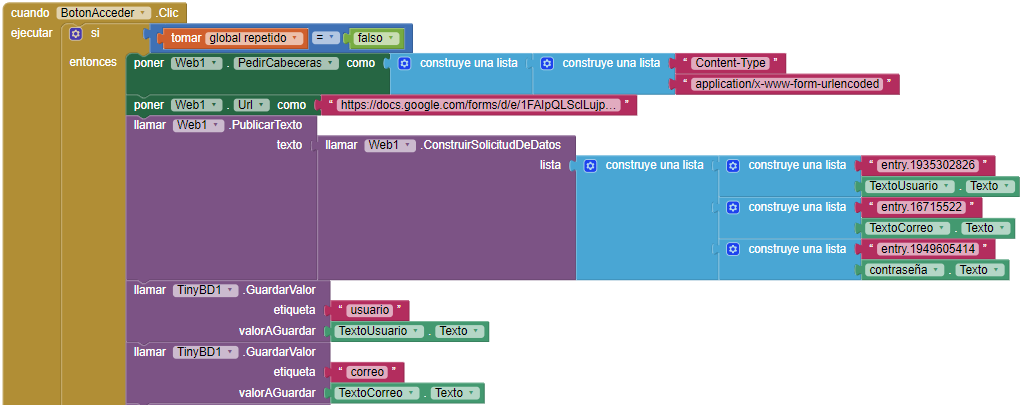 cuando BotonAcceder .Clic
ejecutar si tomar global repetido = falso
entonces poner Web1 . PedirCabeceras como construye una lista construye una lista " Content-Type "
" application/x-www-form-urlencoded "
poner Web1 . Url como " https://docs.google.com/forms/d/e/1FAIpQLSclLujp... "
llamar Web1 .PublicarTexto
texto llamar Web1 .ConstruirSolicitudDeDatos
lista construye una lista construye una lista " entry.1935302826 "
TextoUsuario . Texto
construye una lista " entry.16715522 "
TextoCorreo . Texto
construye una lista " entry.1949605414 "
contraseña . Texto
llamar TinyBD1 .GuardarValor
etiqueta " usuario "
valorAGuardar TextoUsuario . Texto
llamar TinyBD1 .GuardarValor
etiqueta " correo "
valorAGuardar TextoCorreo . Texto